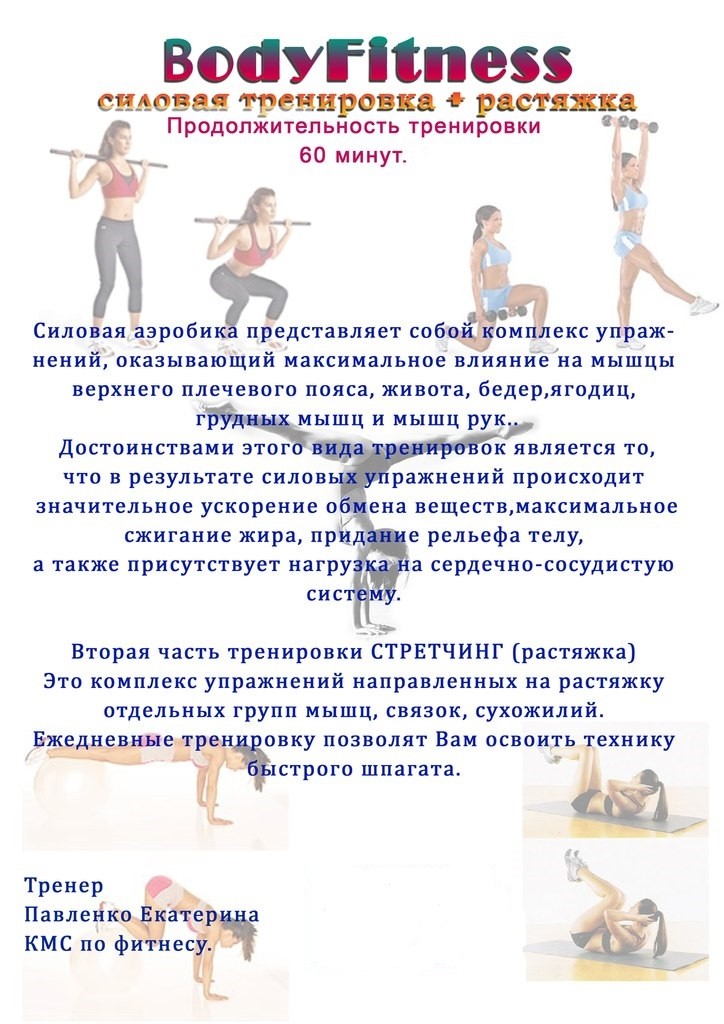 BodyFitness
силовая тренировка + растяжка
Продолжительность тренировки
60 минут.
Силовая аэробика представляет собой комплекс упраж-
нений, оказывающий максимальное влияние на мышцы
верхнего плечевого пояса, живота, бедер,ягодиц,
грудных мышц и мышц рук..
Достоинствами этого вида тренировок является то,
что в результате силовых упражнений происходит
значительное ускорение обмена веществ,максимальное
сжигание жира, придание рельефа телу,
а также присутствует нагрузка на сердечно-сосудистую
систему.
Вторая часть тренировки СТРЕТЧИНГ (растяжка)
Это комплекс упражнений направленных на растяжку
отдельных групп мышц, связок, сухожилий.
Ежедневные тренировку позволят Вам освоить технику
быстрого шпагата.
Тренер
Павленко Екатерина
КМС по фитнесу.